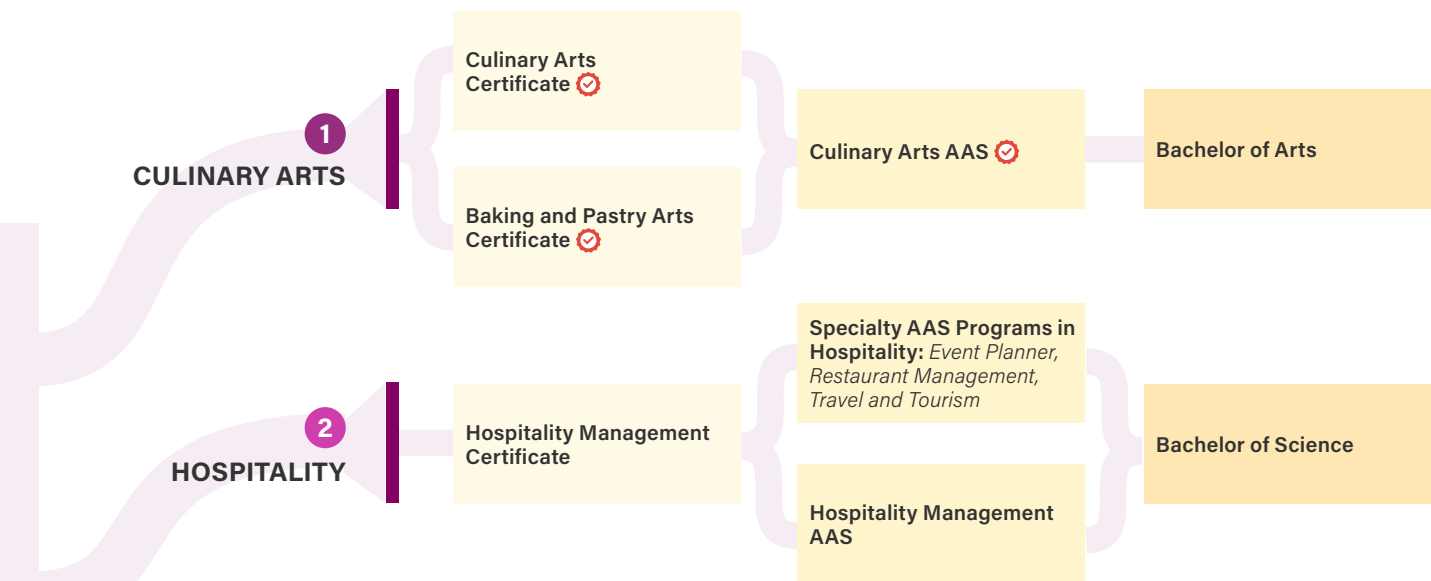 1
CULINARY ARTS
Culinary Arts
Certificate
Baking and Pastry Arts
Certificate
Culinary Arts AAS
Bachelor of Arts
2
HOSPITALITY
Hospitality Management
Certificate
Specialty AAS Programs in
Hospitality: Event Planner,
Restaurant Management,
Travel and Tourism
Hospitality Management
AAS
Bachelor of Science